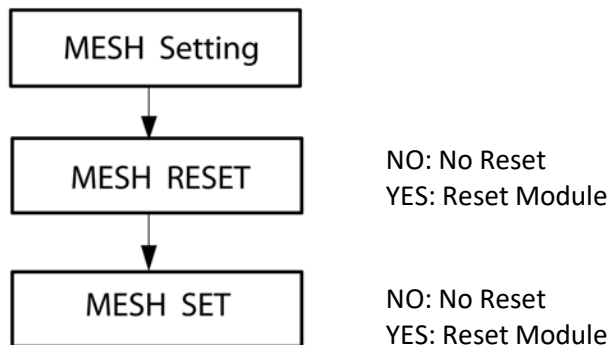 MESH Setting
MESH RESET
NO: No Reset
YES: Reset Module
MESH SET
NO: No Reset
YES: Reset Module